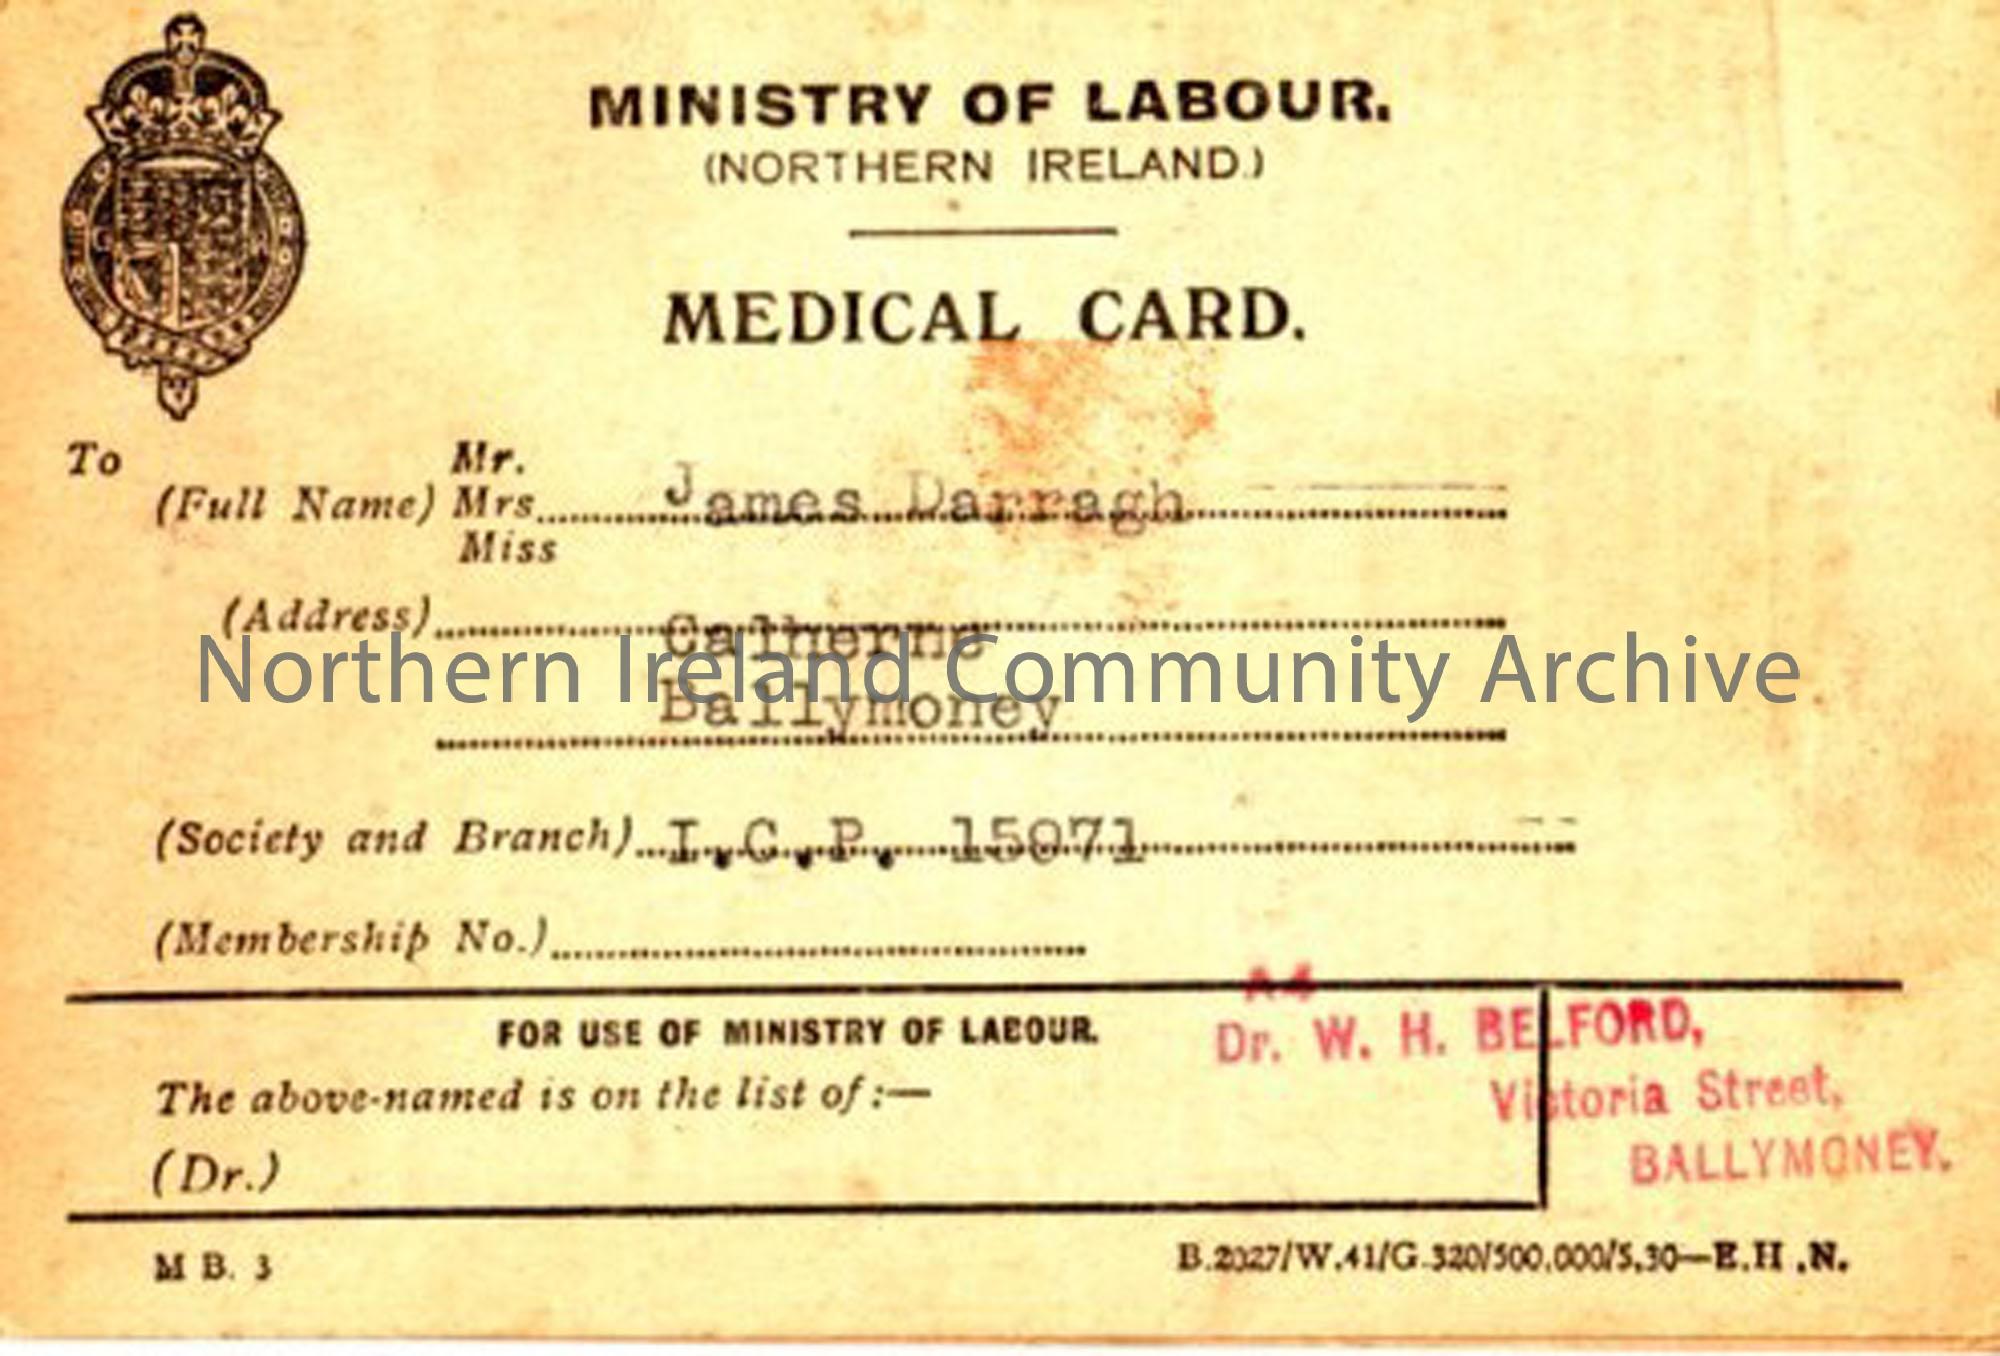 MINISTRY OF LABOUR.
(NORTHERN IRELAND.)
MEDICAL CARD.
To
Mr.
(Full Name) Mrs James Darragh
Miss
(Address)
Calherne
Northern Ireland Community Archive
Ballymoney
(Society and Branch) I.C.P. 15071
(Membership No.)
A4
Dr. W. H. BELFORD,
Victoria Street,
BALLYMONEY.
FOR USE OF MINISTRY OF LABOUR.
The above-named is on the list of:—
(Dr.)
M B. 3
B.2027/W.41/G.320/500,000/5.30—E.H.N.